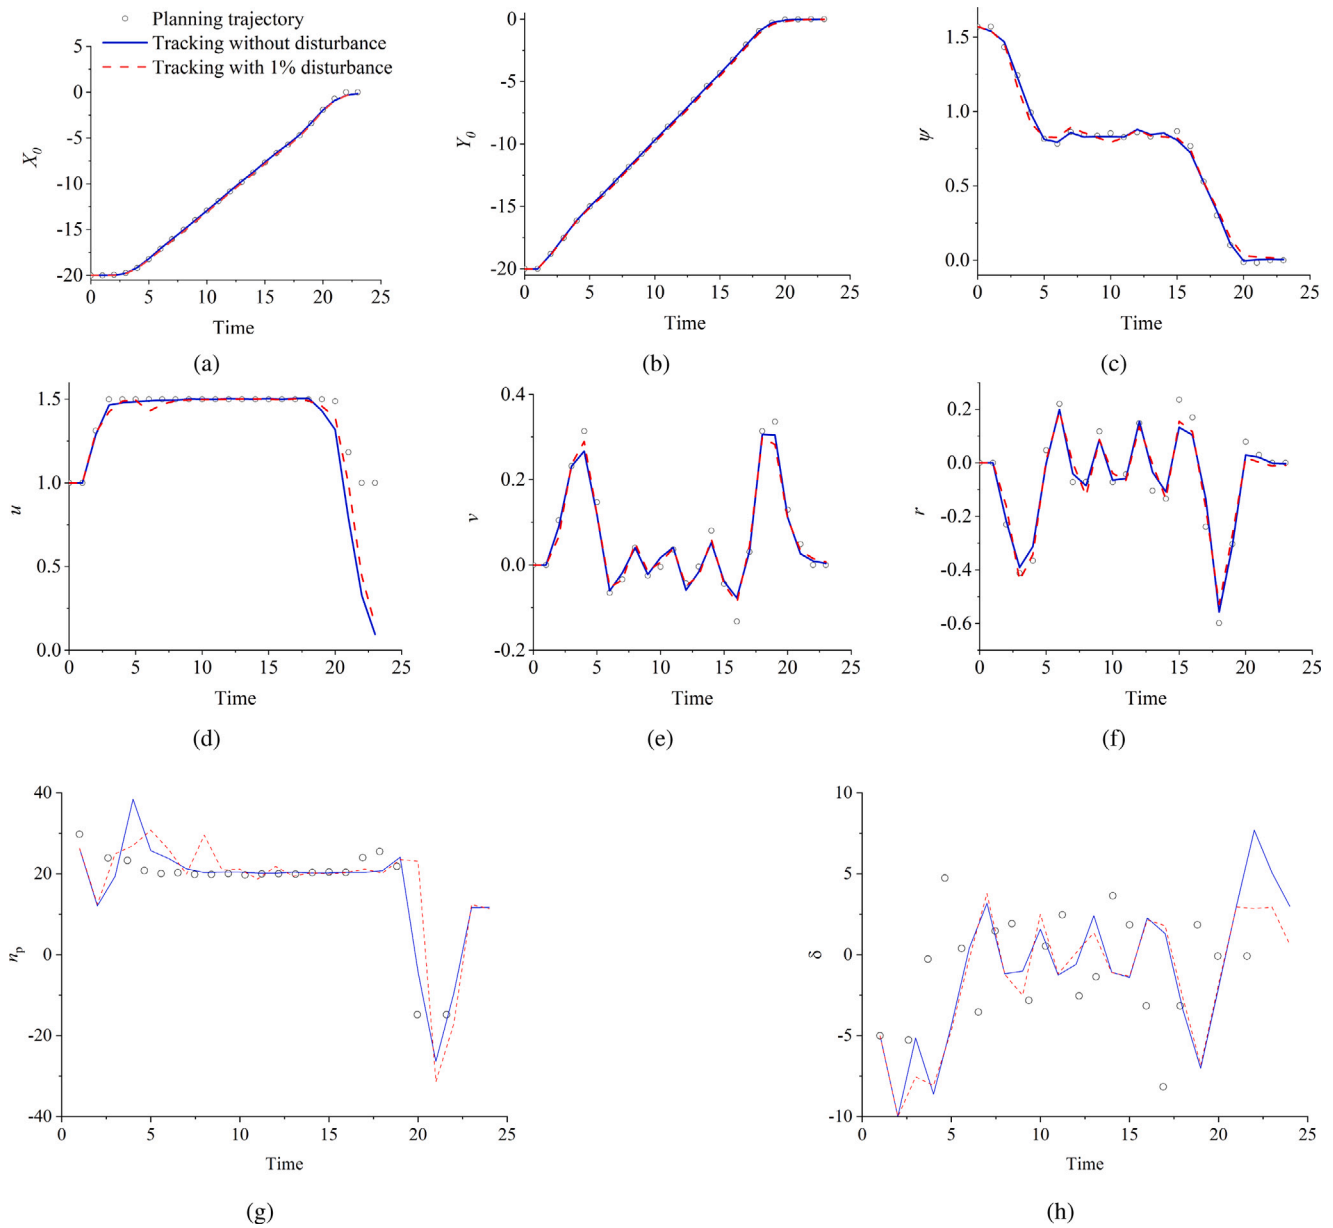 Planning trajectory
Tracking without disturbance
Tracking with 1% disturbance
5
0
-5
-10
-15
-20
X0
0 5 10 15 20 25
Time
(a)
0
-5
-10
-15
-20
Y0
0 5 10 15 20 25
Time
(b)
1.5
1.0
0.5
0.0
ψ
0 5 10 15 20 25
Time
(c)
1.5
1.0
0.5
0.0
u
0 5 10 15 20 25
Time
(d)
0.4
0.2
0.0
-0.2
v
0 5 10 15 20 25
Time
(e)
0.2
0.0
-0.2
-0.4
-0.6
r
0 5 10 15 20 25
Time
(f)
40
20
0
-20
-40
np
0 5 10 15 20 25
Time
(g)
10
5
0
-5
-10
δ
0 5 10 15 20 25
Time
(h)